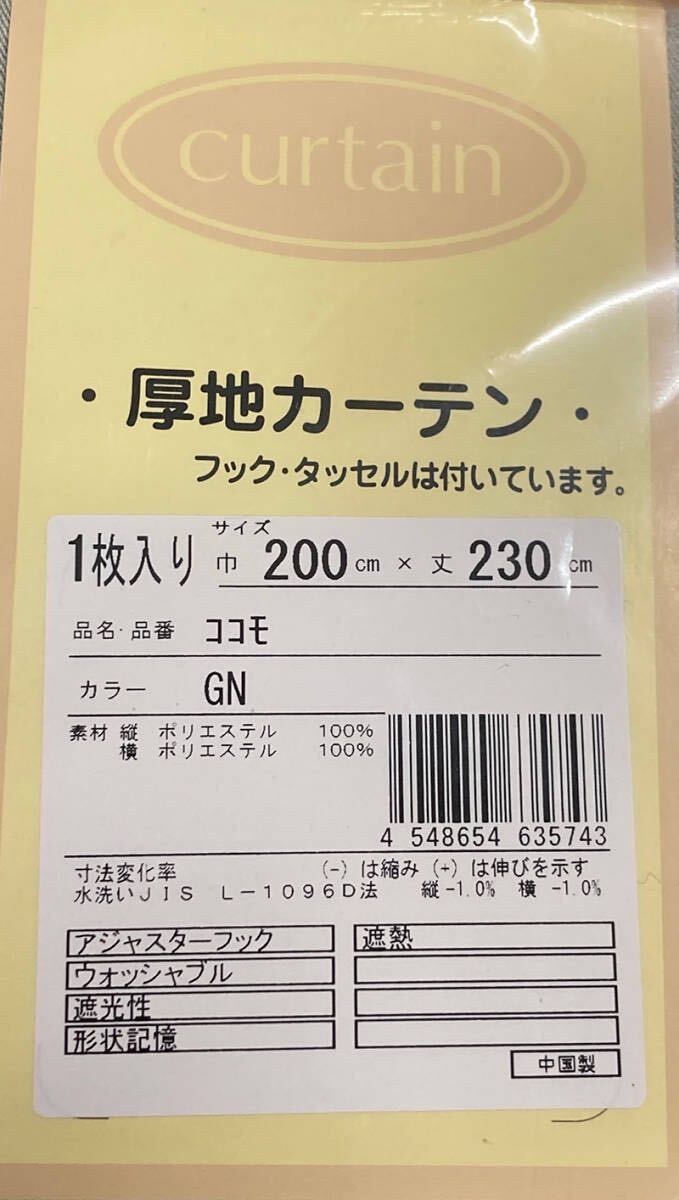 curtain
・厚地カーテン・
フック・タッセルは付いています。
サイズ
1枚入り 巾 200cm × 丈 230cm
品名・品番 ココモ
カラー GN
素材 縦 ポリエステル 100%
横 ポリエステル 100%
4 548654 635743
寸法変化率 (-)は縮み (+)は伸びを示す
水洗いJIS L-1096D法 縦 -1.0% 横 -1.0%
アジャスターフック 遮熱
ウォッシャブル
遮光性
形状記憶
中国製